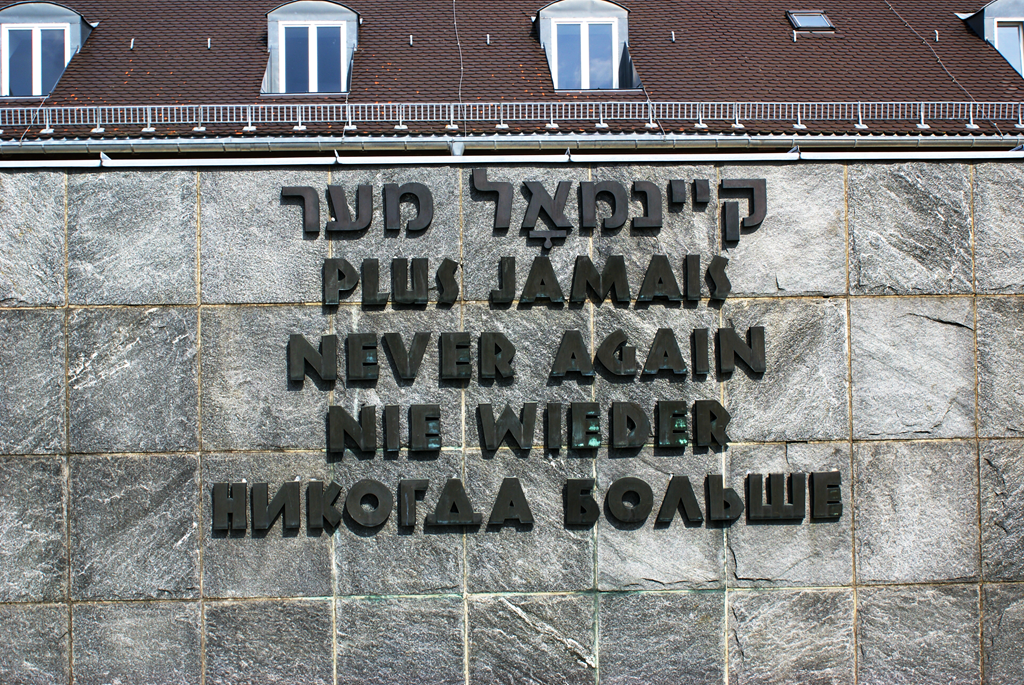 קיינמאָל מער
PLUS JAMAIS
NEVER AGAIN
NIE WIEDER
НИКОГДА БОЛЬШЕ